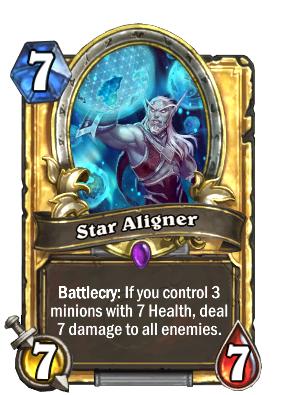 7
Star Aligner
Battlecry: If you control 3
minions with 7 Health, deal
7 damage to all enemies.
7
7